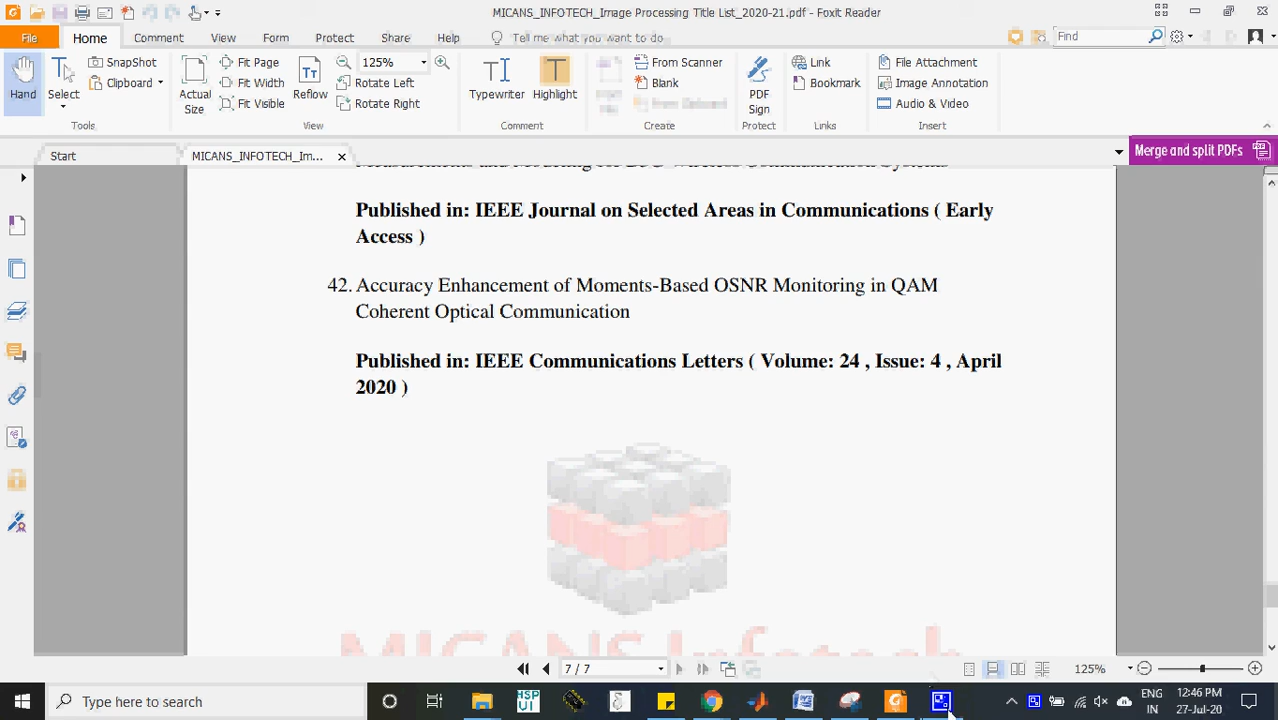 MICANS_INFOTECH_Image Processing Title List_2020-21.pdf - Foxit Reader
File Home Comment View Form Protect Share Help Tell me what you want to do Find
Hand Select SnapShot Clipboard Actual Size Fit Page Fit Width Fit Visible Reflow 125% Rotate Left Rotate Right Typewriter Highlight From Scanner Blank From Clipboard PDF Sign Link Bookmark File Attachment Image Annotation Audio & Video
Tools View Comment Create Protect Links Insert
Start MICANS_INFOTECH_Im... Merge and split PDFs
Published in: IEEE Journal on Selected Areas in Communications ( Early
Access )
42. Accuracy Enhancement of Moments-Based OSNR Monitoring in QAM
Coherent Optical Communication
Published in: IEEE Communications Letters ( Volume: 24 , Issue: 4 , April
2020 )
MICANS Infotech
7 / 7 125%
Type here to search HSP UI ENG 12:46 PM
IN 27-Jul-20